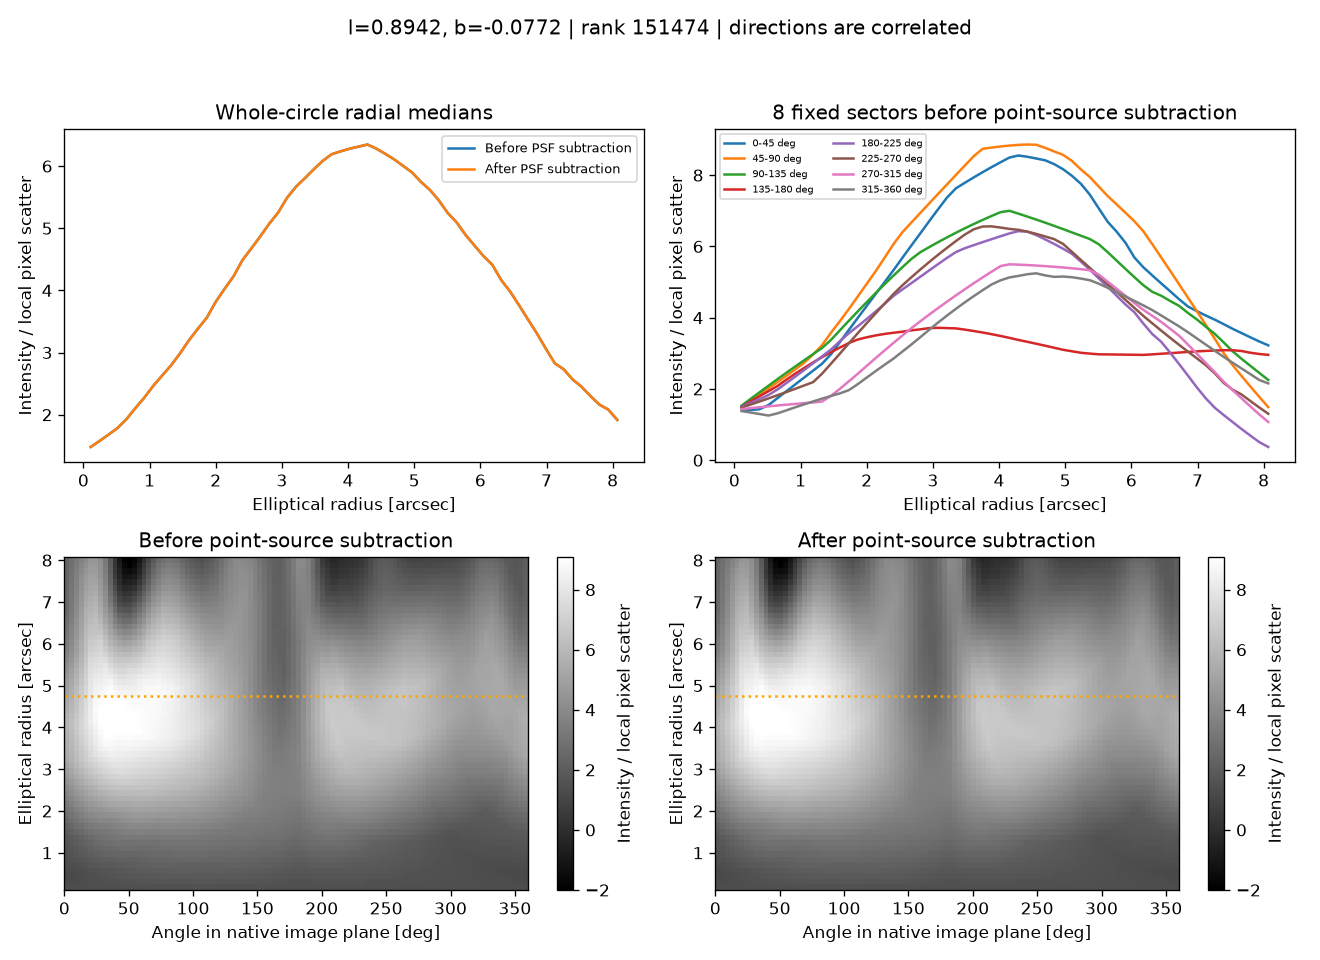 l=0.8942, b=-0.0772 | rank 151474 | directions are correlated
Whole-circle radial medians
Before PSF subtraction
After PSF subtraction
Intensity / local pixel scatter
6
5
4
3
2
0 1 2 3 4 5 6 7 8
Elliptical radius [arcsec]
8 fixed sectors before point-source subtraction
0-45 deg
45-90 deg
90-135 deg
135-180 deg
180-225 deg
225-270 deg
270-315 deg
315-360 deg
Intensity / local pixel scatter
8
6
4
2
0
0 1 2 3 4 5 6 7 8
Elliptical radius [arcsec]
Before point-source subtraction
Elliptical radius [arcsec]
8
7
6
5
4
3
2
1
0 50 100 150 200 250 300 350
Angle in native image plane [deg]
8
6
4
2
0
−2
Intensity / local pixel scatter
After point-source subtraction
Elliptical radius [arcsec]
8
7
6
5
4
3
2
1
0 50 100 150 200 250 300 350
Angle in native image plane [deg]
8
6
4
2
0
−2
Intensity / local pixel scatter